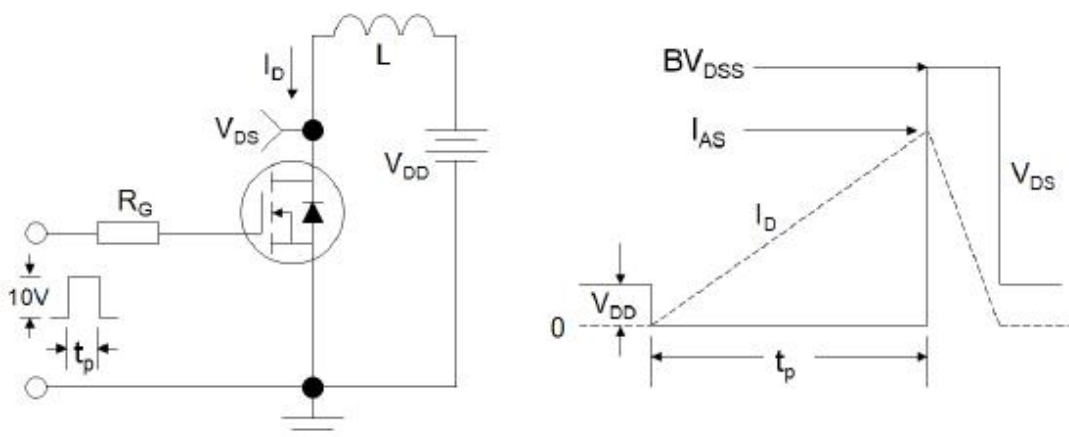 L
I_D
V_DS
V_DD
R_G
10V
t_p
BV_DSS
I_AS
V_DS
I_D
V_DD
0
t_p